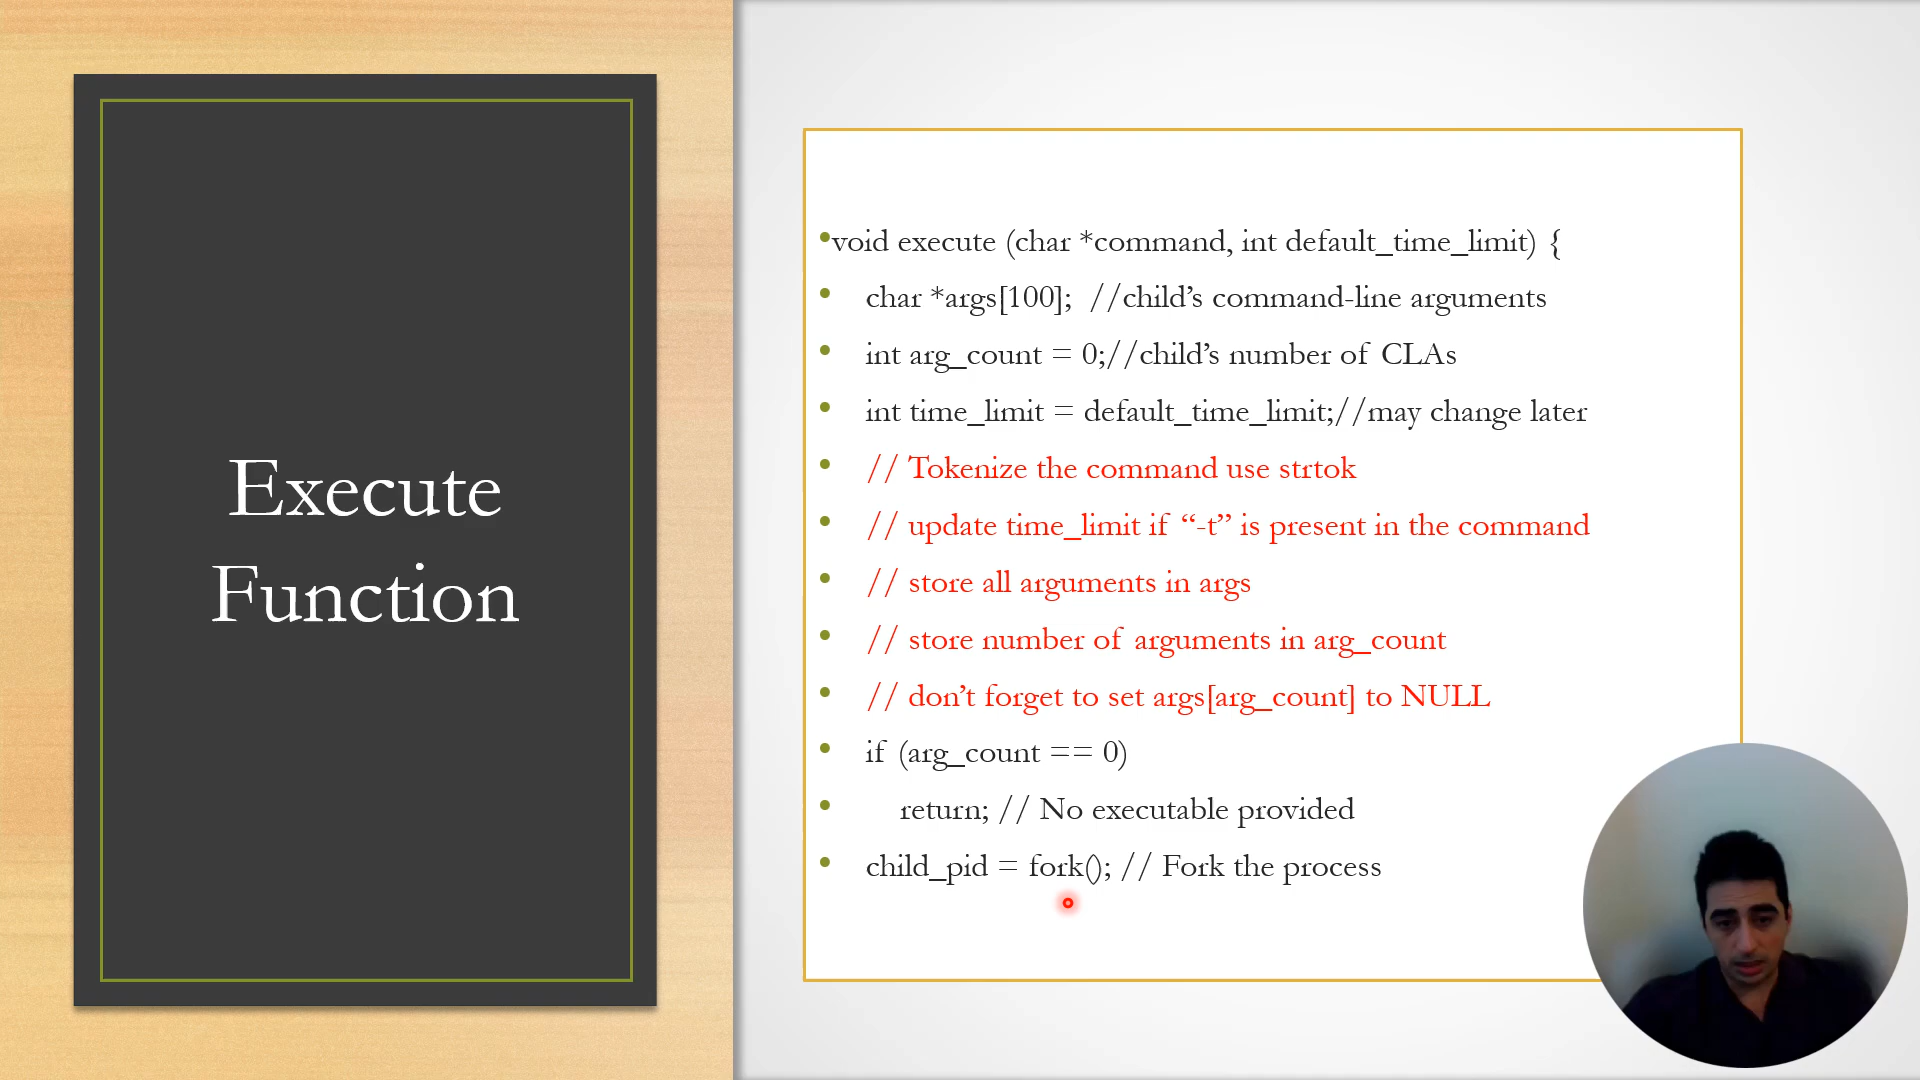 Execute
Function
•void execute (char *command, int default_time_limit) {
• char *args[100]; //child’s command-line arguments
• int arg_count = 0;//child’s number of CLAs
• int time_limit = default_time_limit;//may change later
• // Tokenize the command use strtok
• // update time_limit if “-t” is present in the command
• // store all arguments in args
• // store number of arguments in arg_count
• // don’t forget to set args[arg_count] to NULL
• if (arg_count == 0)
• return; // No executable provided
• child_pid = fork(); // Fork the process